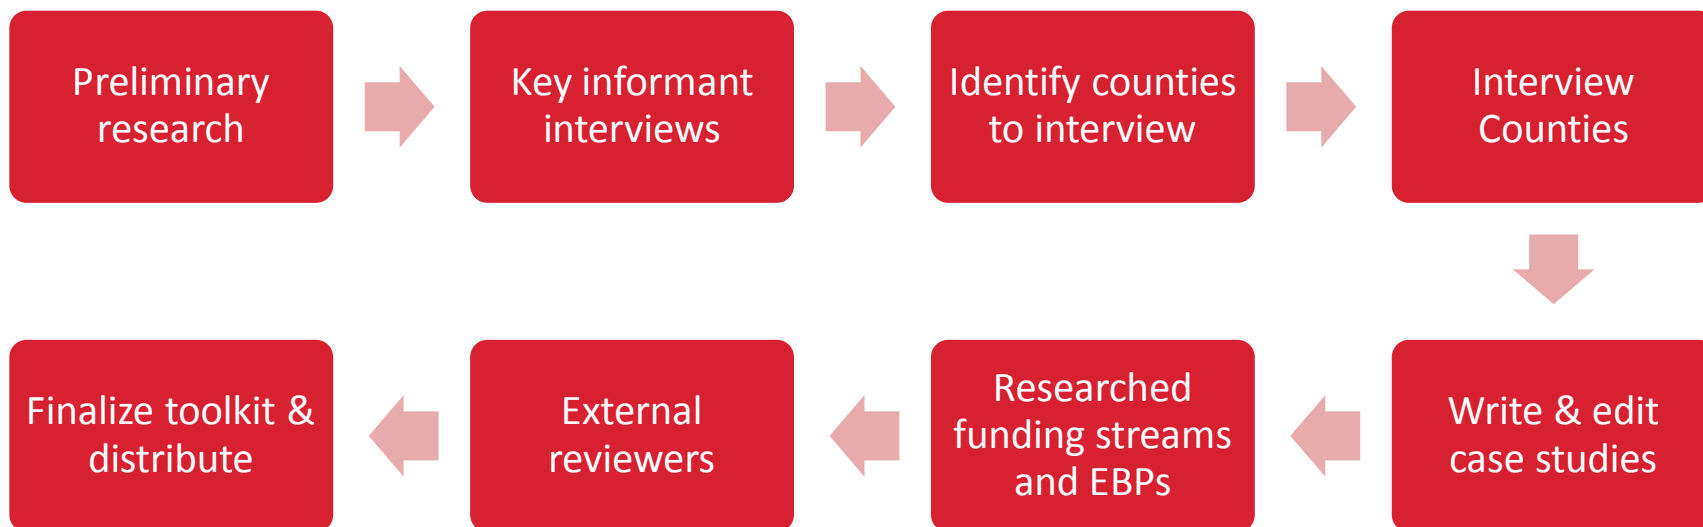 Preliminary
research
Key informant
interviews
Identify counties
to interview
Interview
Counties
Write & edit
case studies
Researched
funding streams
and EBPs
External
reviewers
Finalize toolkit &
distribute